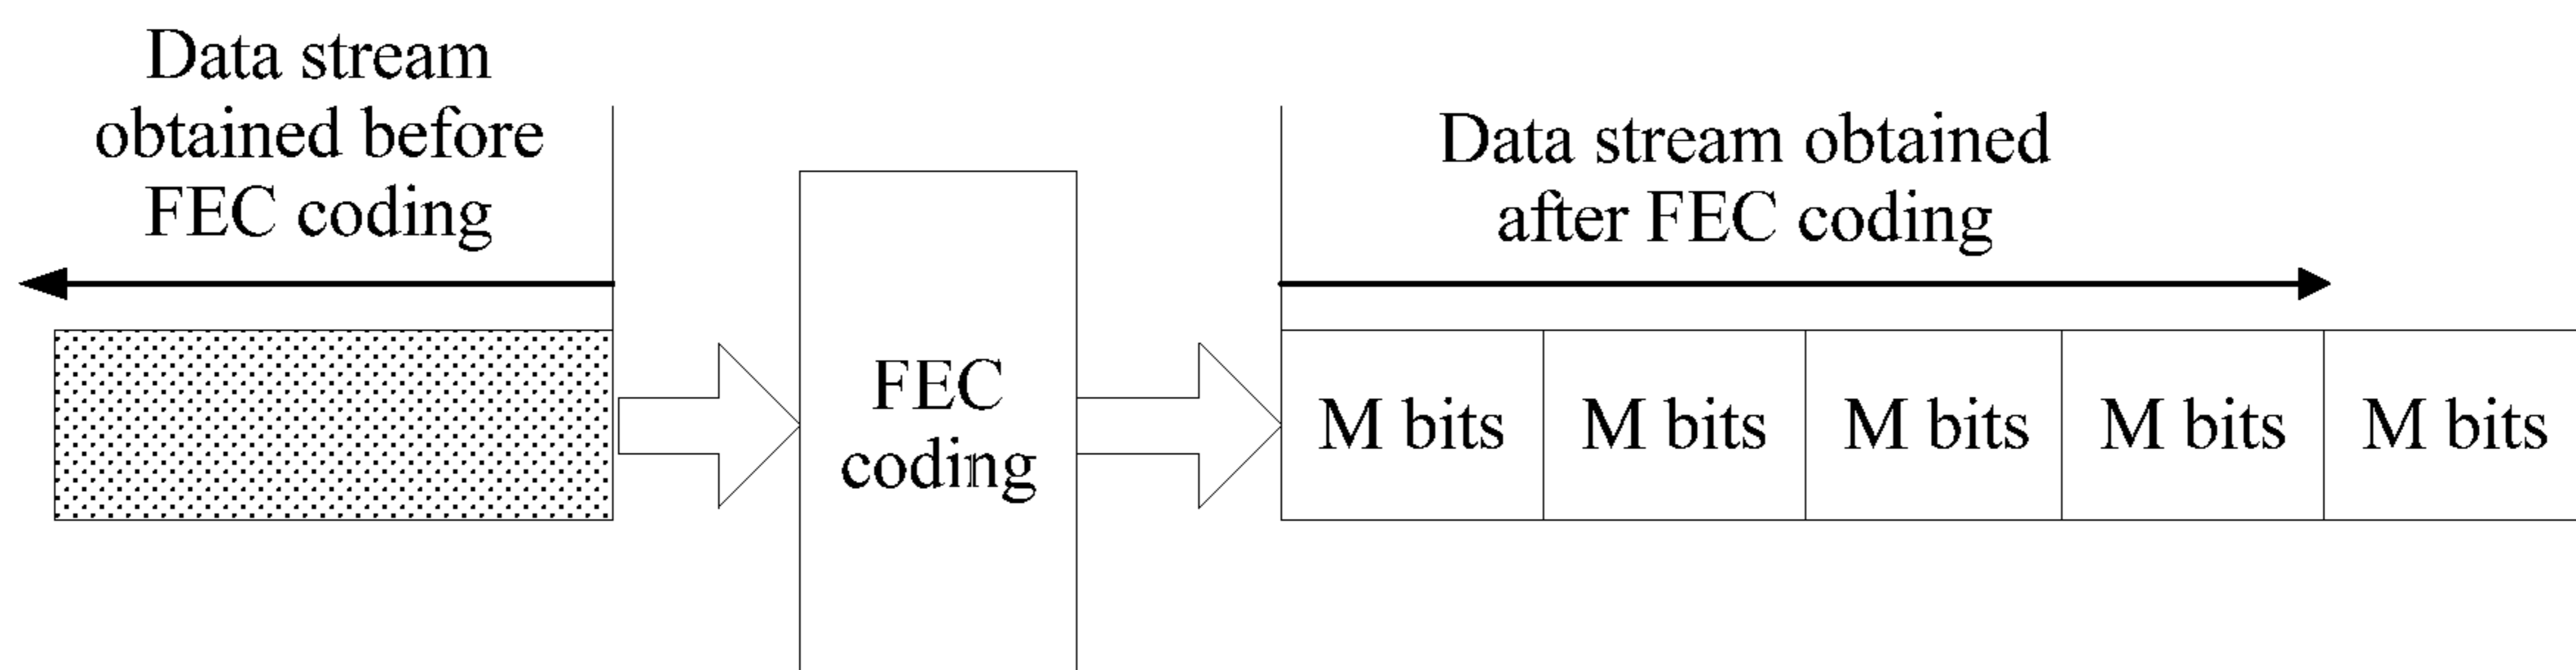 Data stream
obtained before
FEC coding
Data stream obtained
after FEC coding
FEC
coding
M bits
M bits
M bits
M bits
M bits